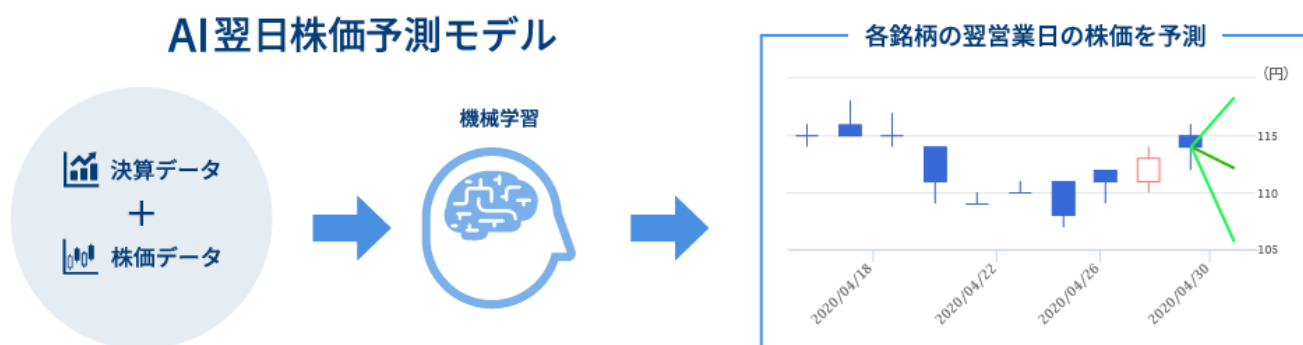 AI翌日株価予測モデル
決算データ
+
株価データ
機械学習
各銘柄の翌営業日の株価を予測
(円)
115
110
105
2020/04/18
2020/04/22
2020/04/26
2020/04/30